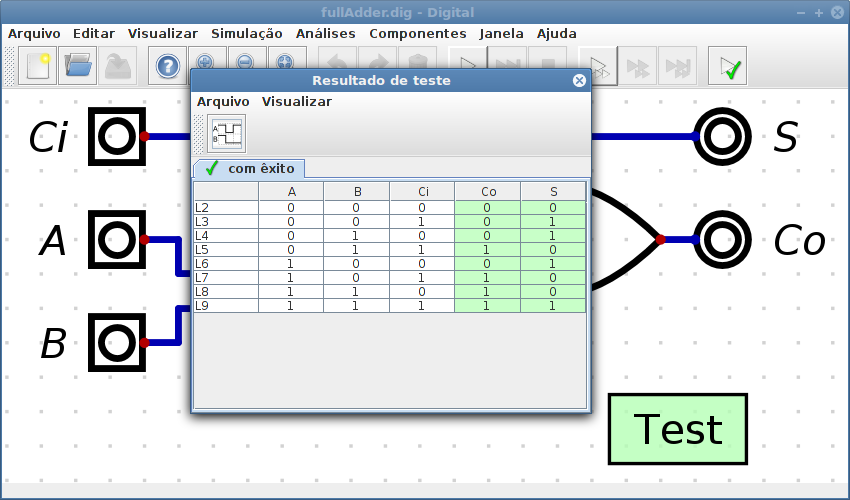 fullAdder.dig - Digital
Arquivo Editar Visualizar Simulação Análises Componentes Janela Ajuda
Resultado de teste
Arquivo Visualizar
A
B
com êxito
A B Ci Co S
L2 0 0 0 0 0
L3 0 0 1 0 1
L4 0 1 0 0 1
L5 0 1 1 1 0
L6 1 0 0 0 1
L7 1 0 1 1 0
L8 1 1 0 1 0
L9 1 1 1 1 1
Ci
A
B
S
Co
Test